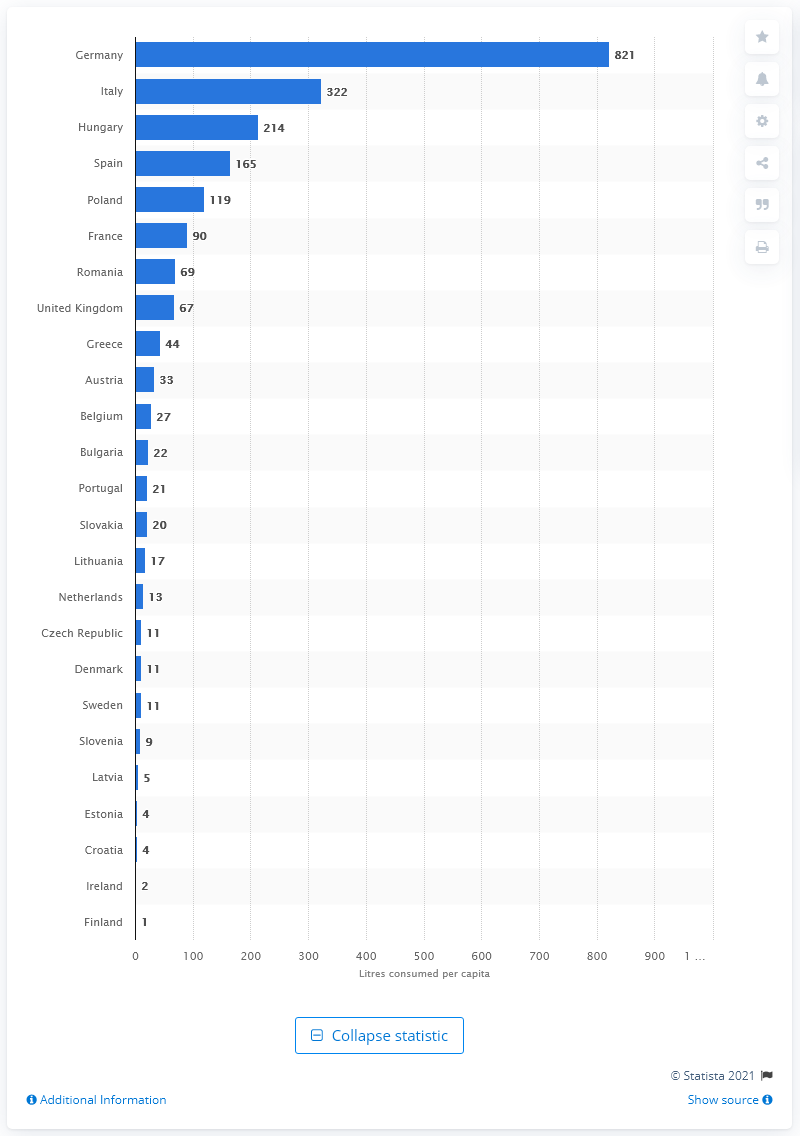 Germany 821
Italy 322
Hungary 214
Spain 165
Poland 119
France 90
Romania 69
United Kingdom 67
Greece 44
Austria 33
Belgium 27
Bulgaria 22
Portugal 21
Slovakia 20
Lithuania 17
Netherlands 13
Czech Republic 11
Denmark 11
Sweden 11
Slovenia 9
Latvia 5
Estonia 4
Croatia 4
Ireland 2
Finland 1
0 100 200 300 400 500 600 700 800 900 1 ...
Litres consumed per capita
Collapse statistic
© Statista 2021
Additional Information Show source